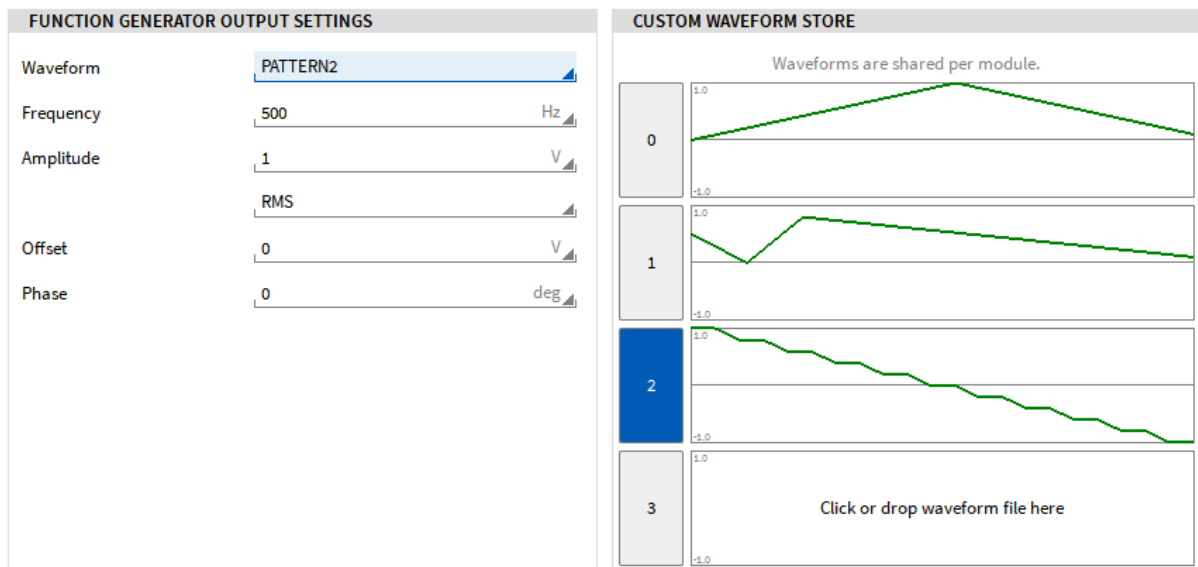 FUNCTION GENERATOR OUTPUT SETTINGS
Waveform PATTERN2
Frequency 500 Hz
Amplitude 1 V
RMS
Offset 0 V
Phase 0 deg
CUSTOM WAVEFORM STORE
Waveforms are shared per module.
1.0
0
-1.0
1.0
1
-1.0
1.0
2
-1.0
1.0
3 Click or drop waveform file here
-1.0